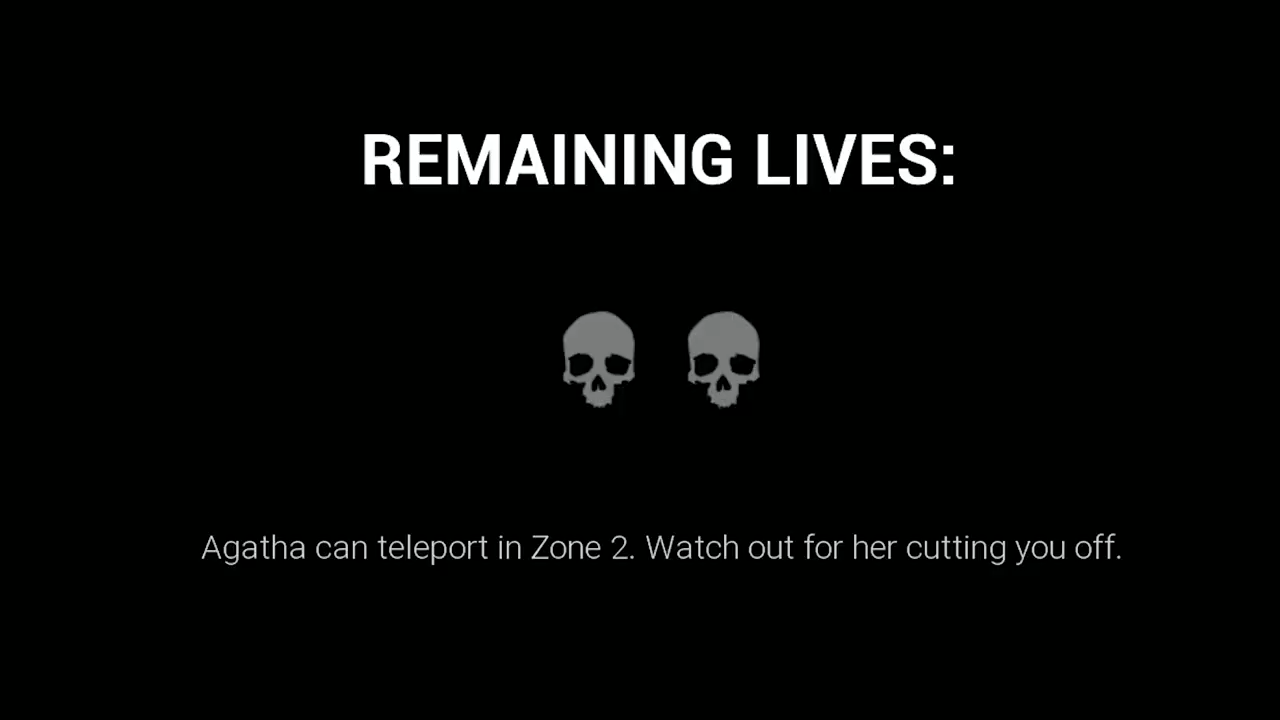 REMAINING LIVES:
Agatha can teleport in Zone 2. Watch out for her cutting you off.